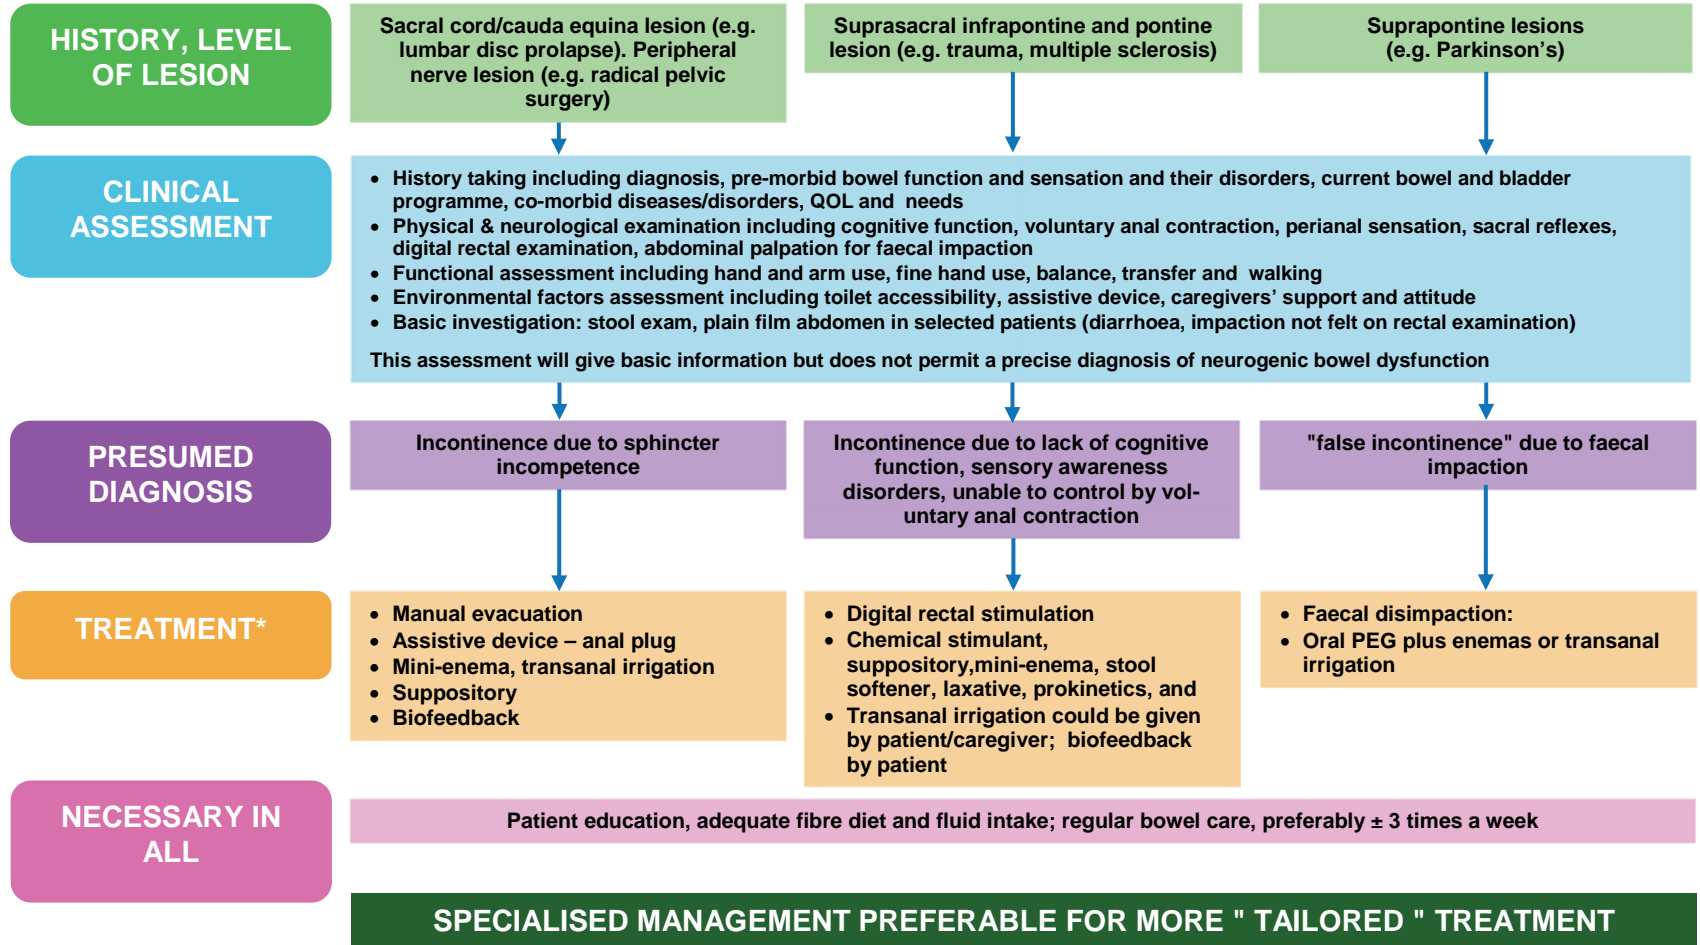 HISTORY, LEVEL
OF LESION
Sacral cord/cauda equina lesion (e.g.
lumbar disc prolapse). Peripheral
nerve lesion (e.g. radical pelvic
surgery)
Suprasacral infrapontine and pontine
lesion (e.g. trauma, multiple sclerosis)
Suprapontine lesions
(e.g. Parkinson’s)
CLINICAL
ASSESSMENT
• History taking including diagnosis, pre-morbid bowel function and sensation and their disorders, current bowel and bladder
programme, co-morbid diseases/disorders, QOL and needs
• Physical & neurological examination including cognitive function, voluntary anal contraction, perianal sensation, sacral reflexes,
digital rectal examination, abdominal palpation for faecal impaction
• Functional assessment including hand and arm use, fine hand use, balance, transfer and walking
• Environmental factors assessment including toilet accessibility, assistive device, caregivers’ support and attitude
• Basic investigation: stool exam, plain film abdomen in selected patients (diarrhoea, impaction not felt on rectal examination)
This assessment will give basic information but does not permit a precise diagnosis of neurogenic bowel dysfunction
PRESUMED
DIAGNOSIS
Incontinence due to sphincter
incompetence
Incontinence due to lack of cognitive
function, sensory awareness
disorders, unable to control by vol-
untary anal contraction
"false incontinence" due to faecal
impaction
TREATMENT*
• Manual evacuation
• Assistive device – anal plug
• Mini-enema, transanal irrigation
• Suppository
• Biofeedback
• Digital rectal stimulation
• Chemical stimulant,
suppository,mini-enema, stool
softener, laxative, prokinetics, and
• Transanal irrigation could be given
by patient/caregiver; biofeedback
by patient
• Faecal disimpaction:
• Oral PEG plus enemas or transanal
irrigation
NECESSARY IN
ALL
Patient education, adequate fibre diet and fluid intake; regular bowel care, preferably ± 3 times a week
SPECIALISED MANAGEMENT PREFERABLE FOR MORE " TAILORED " TREATMENT